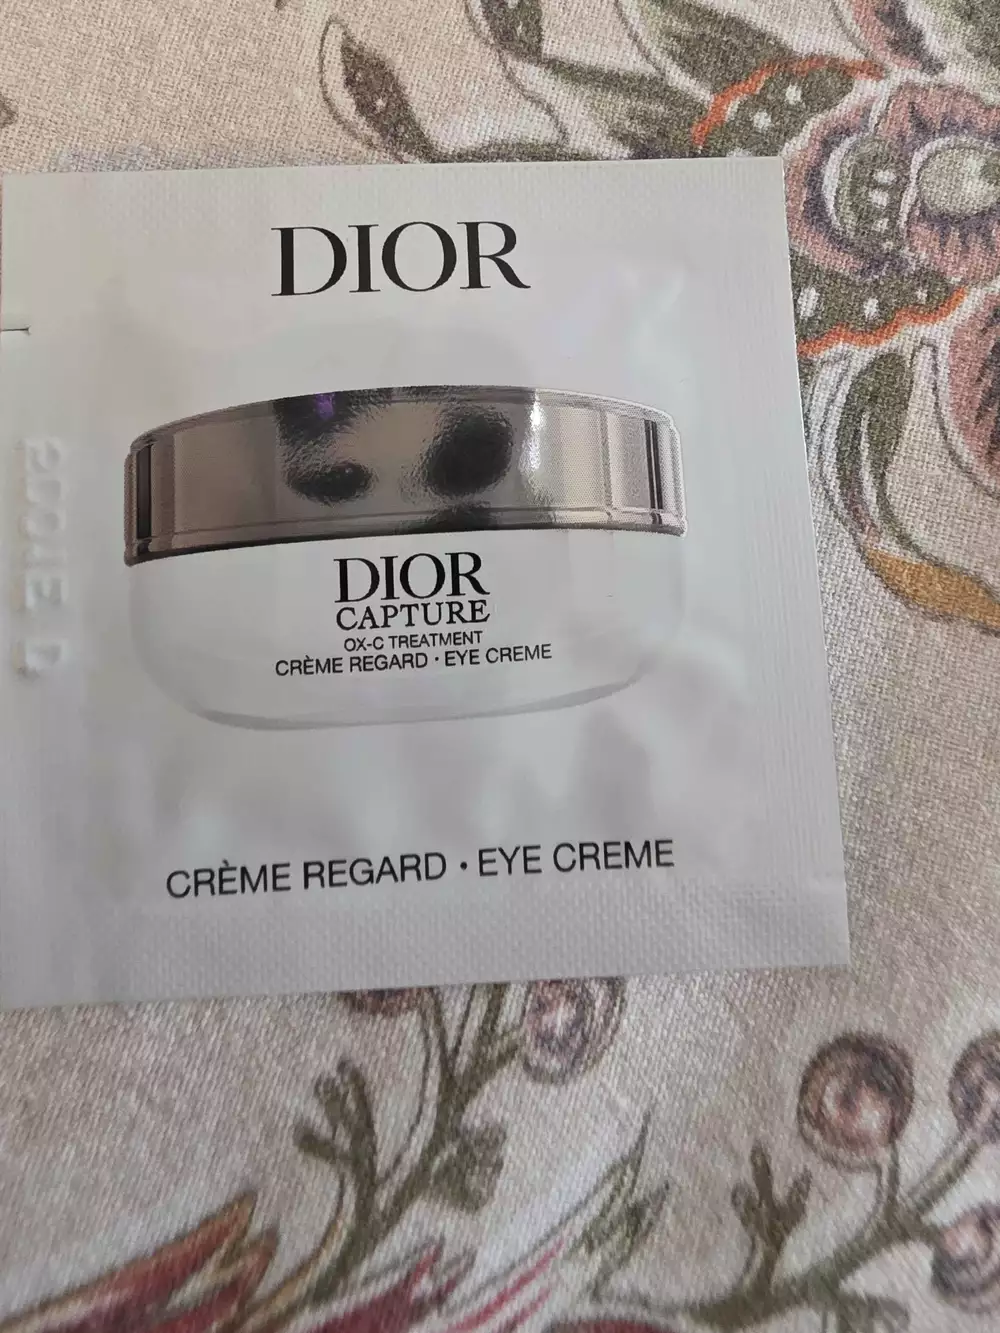 DIOR
DIOR
CAPTURE
OX-C TREATMENT
CRÈME REGARD · EYE CREME
CRÈME REGARD · EYE CREME